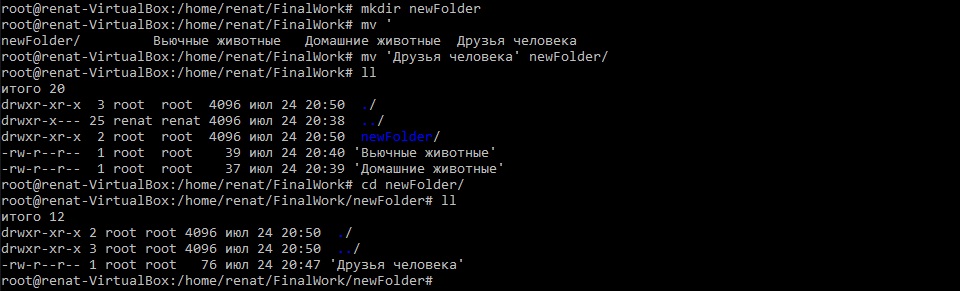 root@renat-VirtualBox:/home/renat/FinalWork# mkdir newFolder
root@renat-VirtualBox:/home/renat/FinalWork# mv '
newFolder/         Вьючные животные   Домашние животные  Друзья человека
root@renat-VirtualBox:/home/renat/FinalWork# mv 'Друзья человека' newFolder/
root@renat-VirtualBox:/home/renat/FinalWork# ll
итого 20
drwxr-xr-x  3 root  root  4096 июл 24 20:50  ./
drwxr-x--- 25 renat renat 4096 июл 24 20:38  ../
drwxr-xr-x  2 root  root  4096 июл 24 20:50  newFolder/
-rw-r--r--  1 root  root    39 июл 24 20:40 'Вьючные животные'
-rw-r--r--  1 root  root    37 июл 24 20:39 'Домашние животные'
root@renat-VirtualBox:/home/renat/FinalWork# cd newFolder/
root@renat-VirtualBox:/home/renat/FinalWork/newFolder# ll
итого 12
drwxr-xr-x 2 root root 4096 июл 24 20:50  ./
drwxr-xr-x 3 root root 4096 июл 24 20:50  ../
-rw-r--r-- 1 root root   76 июл 24 20:47 'Друзья человека'
root@renat-VirtualBox:/home/renat/FinalWork/newFolder#